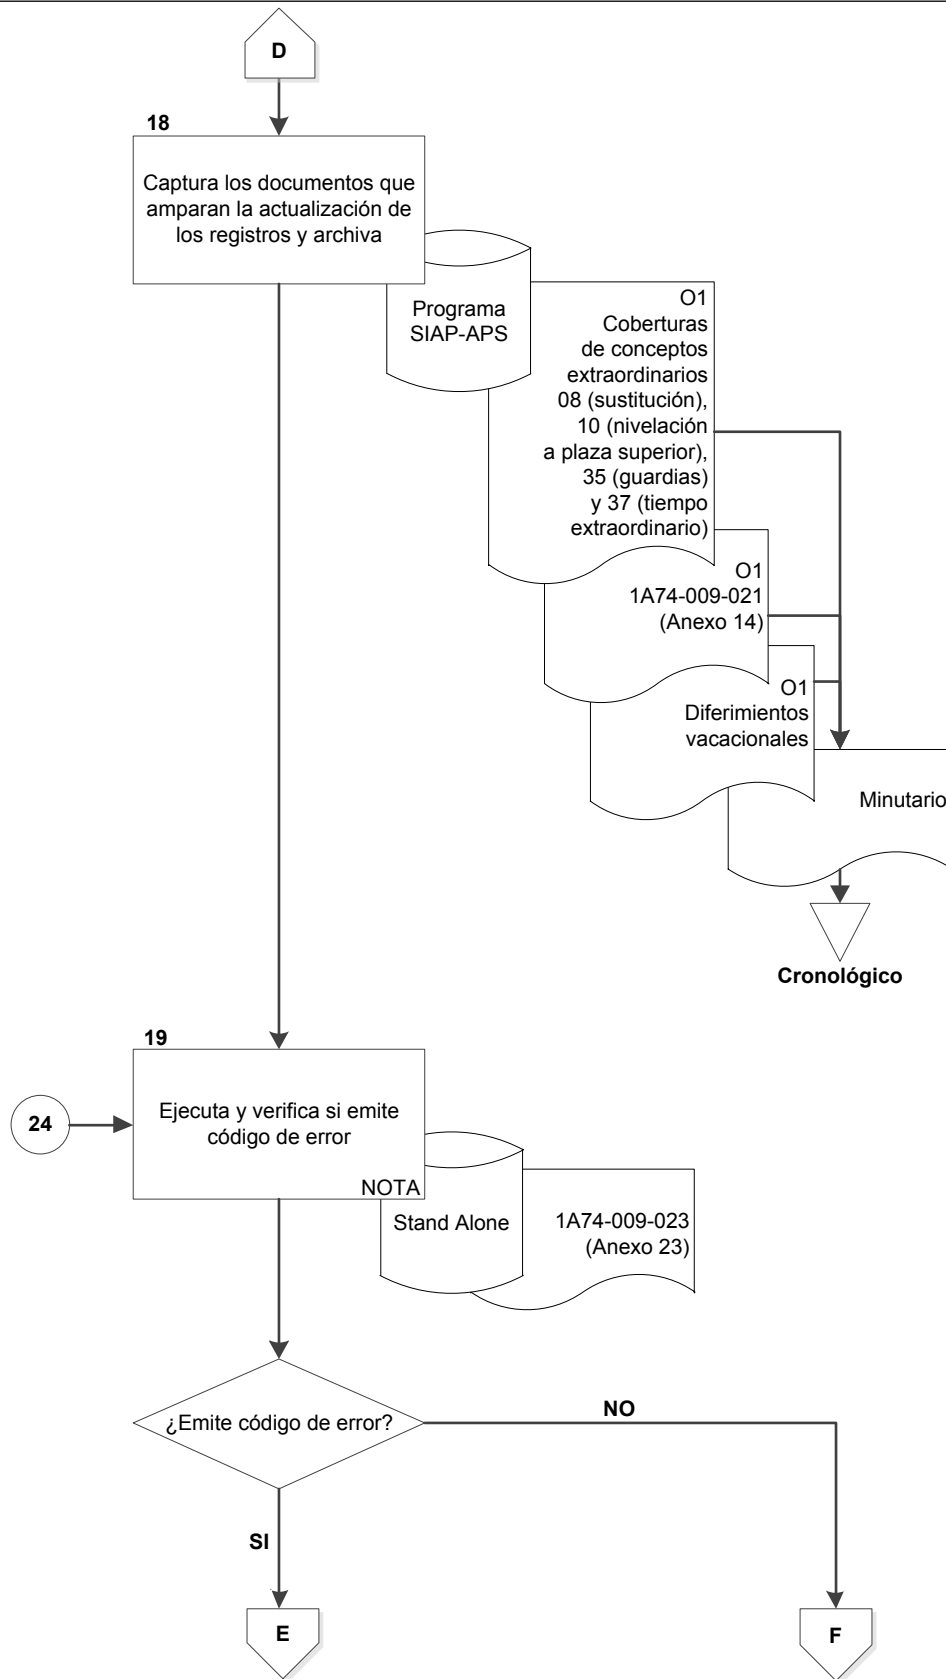 D
18
Captura los documentos que
amparan la actualización de
los registros y archiva
Programa
SIAP-APS
O1
Coberturas
de conceptos
extraordinarios
08 (sustitución),
10 (nivelación
a plaza superior),
35 (guardias)
y 37 (tiempo
extraordinario)
O1
1A74-009-021
(Anexo 14)
O1
Diferimientos
vacacionales
Minutario
Cronológico
19
24
Ejecuta y verifica si emite
código de error
NOTA
Stand Alone
1A74-009-023
(Anexo 23)
¿Emite código de error?
NO
SI
E
F